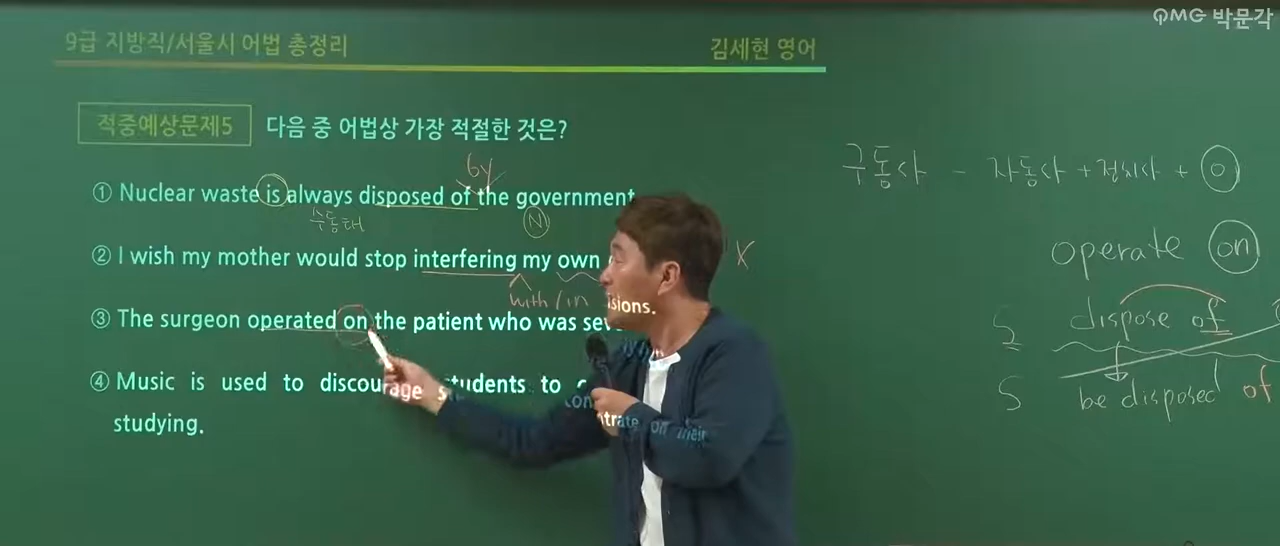 QMG 박문각
9급 지방직/서울시 어법 총정리
김세현 영어
적중예상문제5 다음 중 어법상 가장 적절한 것은?
by
① Nuclear waste is always disposed of the government
수동태 N
② I wish my mother would stop interfering my own
with/in isions.
③ The surgeon operated on the patient who was sev
④ Music is used to discourage students to
trate on their
studying.
구동사 - 자동사 + 전치사 + O
operate on
S dispose of
S be disposed of
X